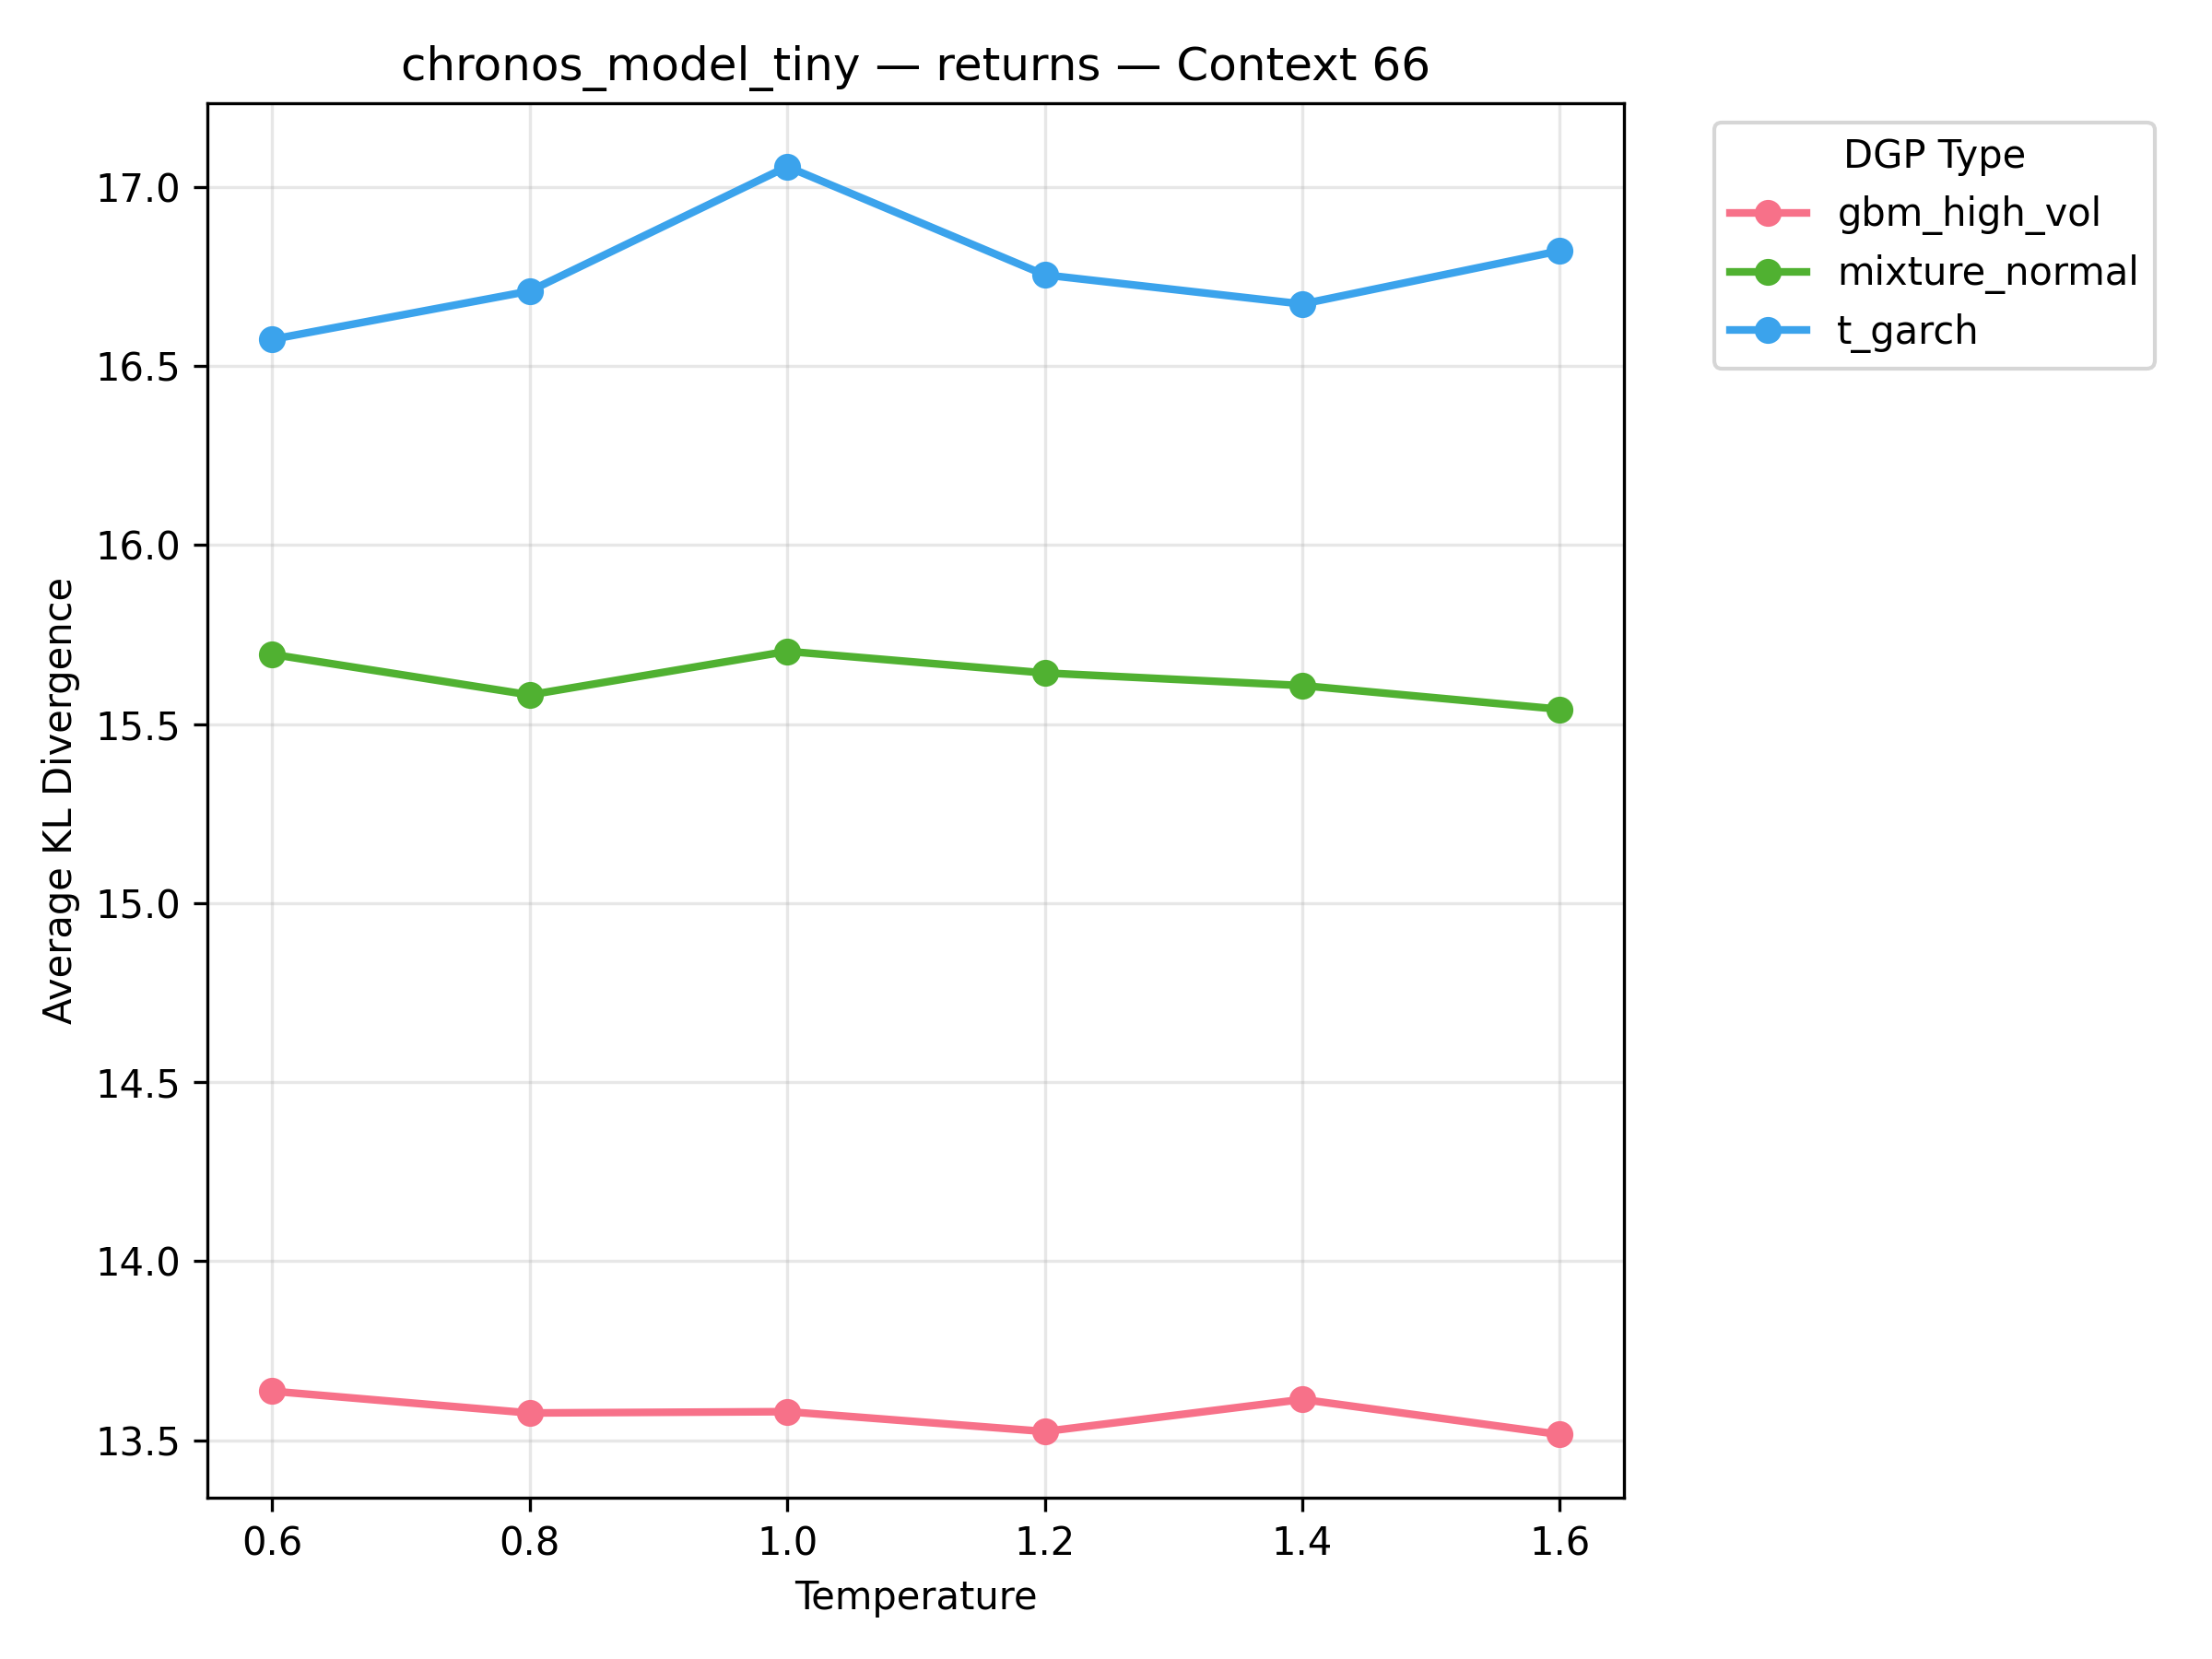 chronos_model_tiny — returns — Context 66
DGP Type
gbm_high_vol
mixture_normal
t_garch
Average KL Divergence
17.0
16.5
16.0
15.5
15.0
14.5
14.0
13.5
0.6 0.8 1.0 1.2 1.4 1.6
Temperature